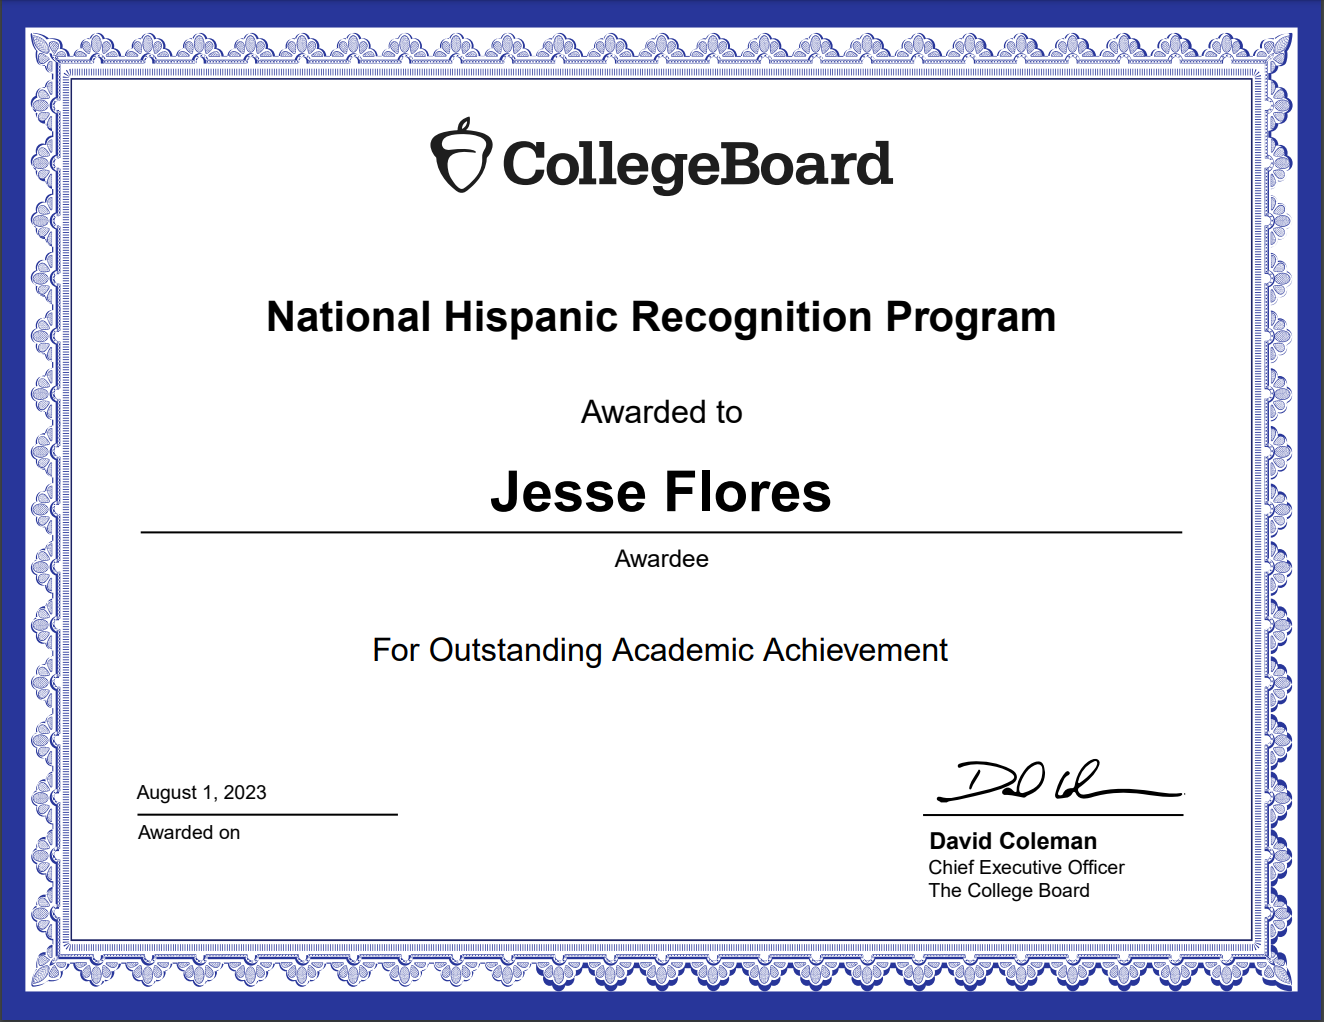 CollegeBoard
National Hispanic Recognition Program
Awarded to
Jesse Flores
Awardee
For Outstanding Academic Achievement
August 1, 2023
Awarded on
David Coleman
Chief Executive Officer
The College Board